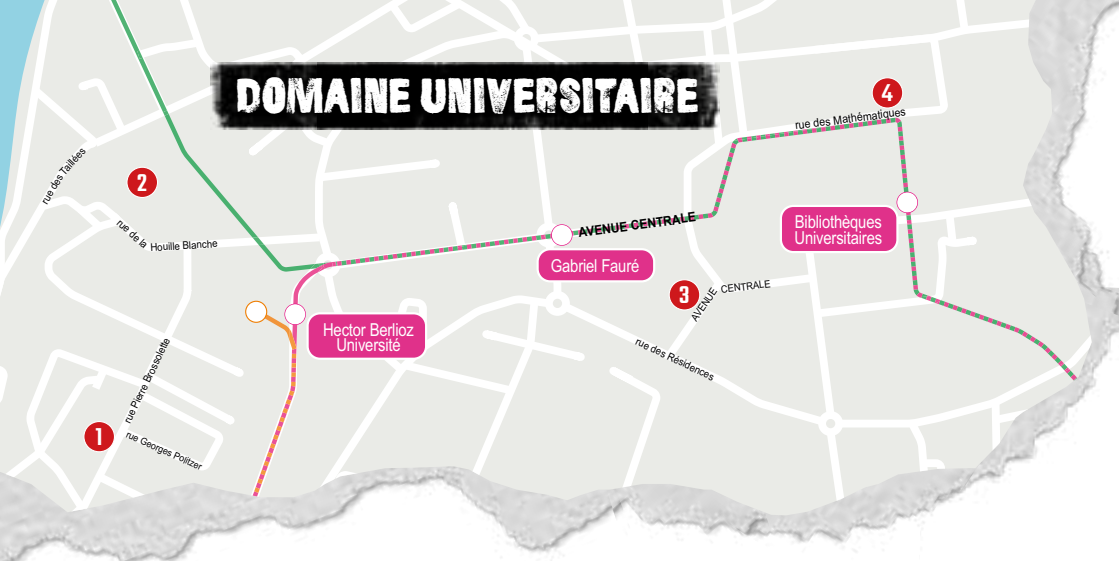 DOMAINE UNIVERSITAIRE
4
rue des Mathématiques
rue des Taillées
2
AVENUE CENTRALE
Bibliothèques
Universitaires
rue de la Houille Blanche
Gabriel Fauré
3
AVENUE CENTRALE
Hector Berlioz
Université
rue des Résidences
rue Pierre Brossolette
1
rue Georges Politzer